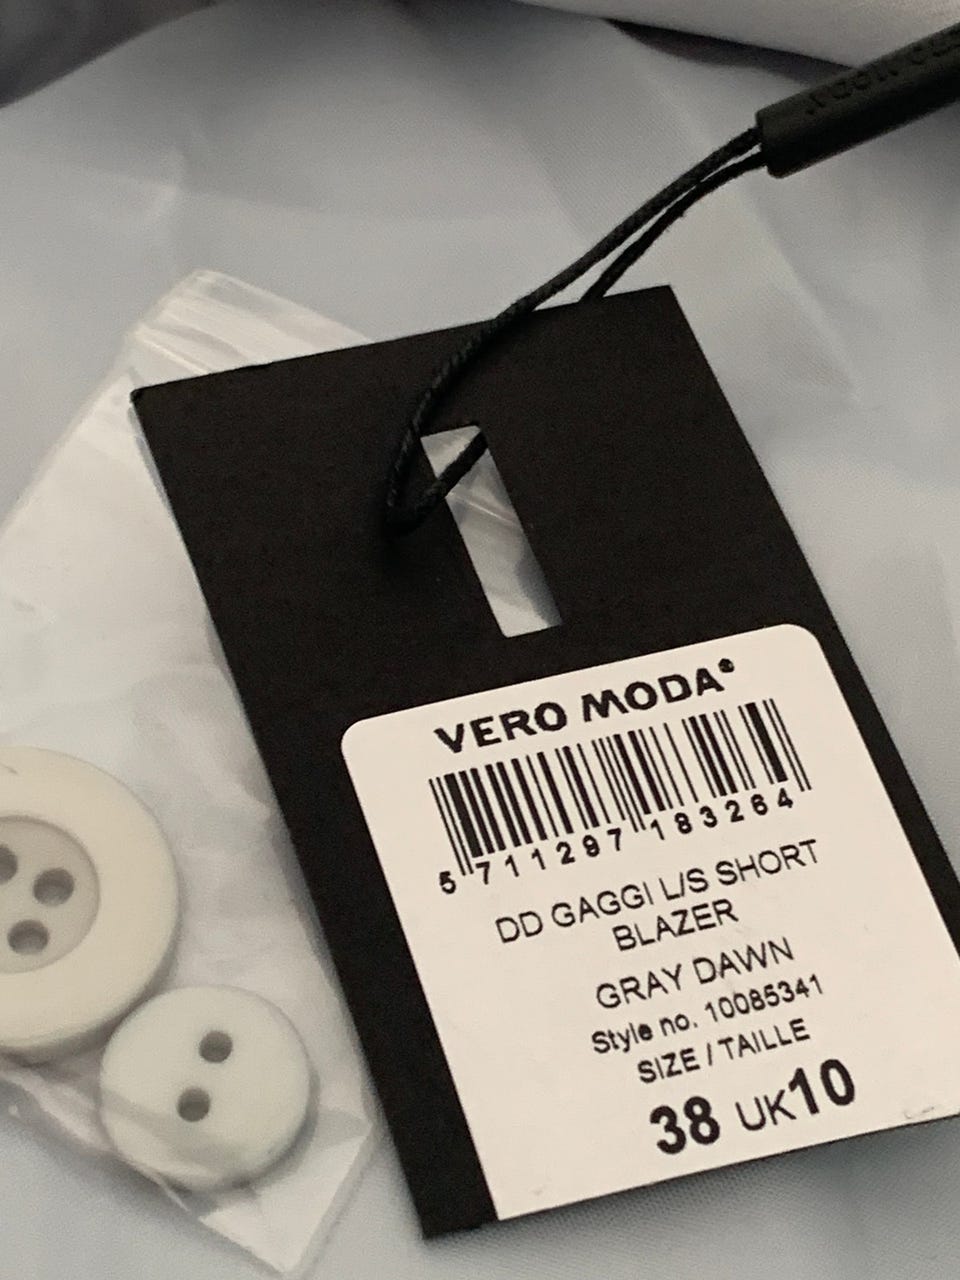 VERO MODA®
5 711297 183264
DD GAGGI L/S SHORT
BLAZER
GRAY DAWN
Style no. 10085341
SIZE / TAILLE
38 UK10